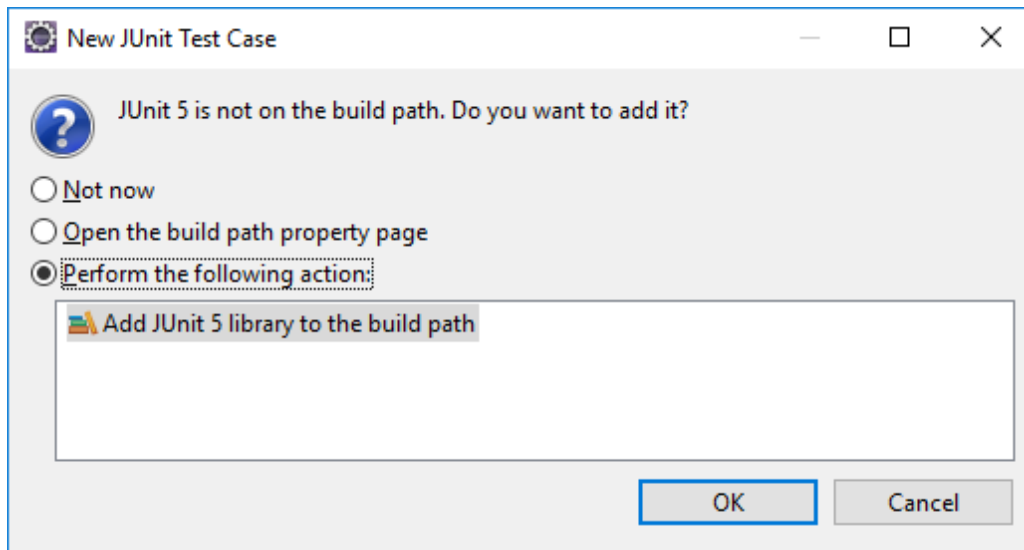 New JUnit Test Case
JUnit 5 is not on the build path. Do you want to add it?
Not now
Open the build path property page
Perform the following action:
Add JUnit 5 library to the build path
OK
Cancel